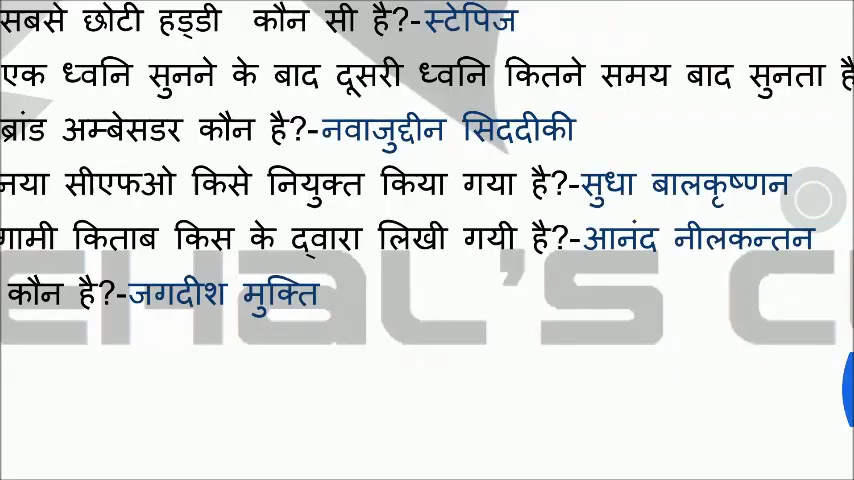 सबसे छोटी हड्डी कौन सी है?-स्टेपिज
एक ध्वनि सुनने के बाद दूसरी ध्वनि कितने समय बाद सुनता है
ब्रांड अम्बेसडर कौन है?-नवाजुद्दीन सिददीकी
नया सीएफओ किसे नियुक्त किया गया है?-सुधा बालकृष्णन
गामी किताब किस के द्वारा लिखी गयी है?-आनंद नीलकन्तन
कौन है?-जगदीश मुक्ति
EHAL'S C